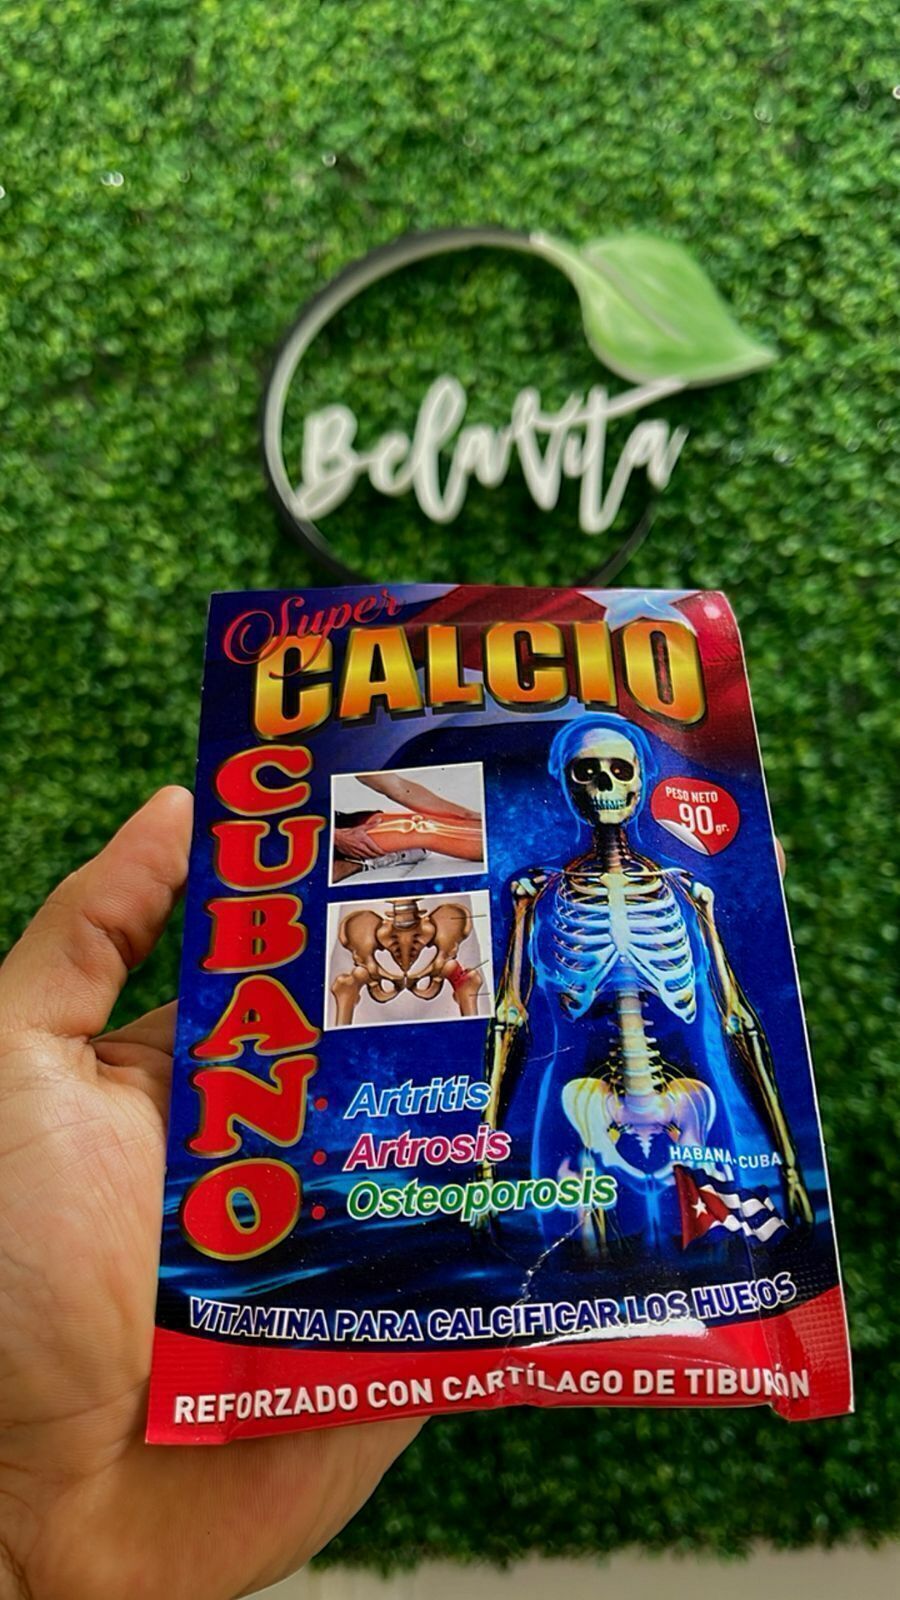 BelaVita
Super
CALCIO
CUBANO
PESO NETO
90 gr.
• Artritis
• Artrosis
• Osteoporosis
HABANA-CUBA
VITAMINA PARA CALCIFICAR LOS HUESOS
REFORZADO CON CARTÍLAGO DE TIBURÓN